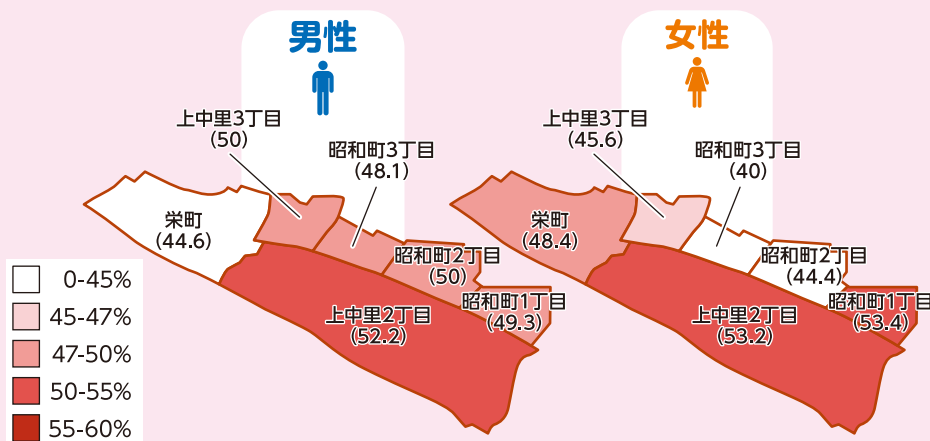 男性
上中里3丁目
(50)
昭和町3丁目
(48.1)
栄町
(44.6)
昭和町2丁目
(50)
昭和町1丁目
(49.3)
上中里2丁目
(52.2)
女性
上中里3丁目
(45.6)
昭和町3丁目
(40)
栄町
(48.4)
昭和町2丁目
(44.4)
昭和町1丁目
(53.4)
上中里2丁目
(53.2)
0-45%
45-47%
47-50%
50-55%
55-60%